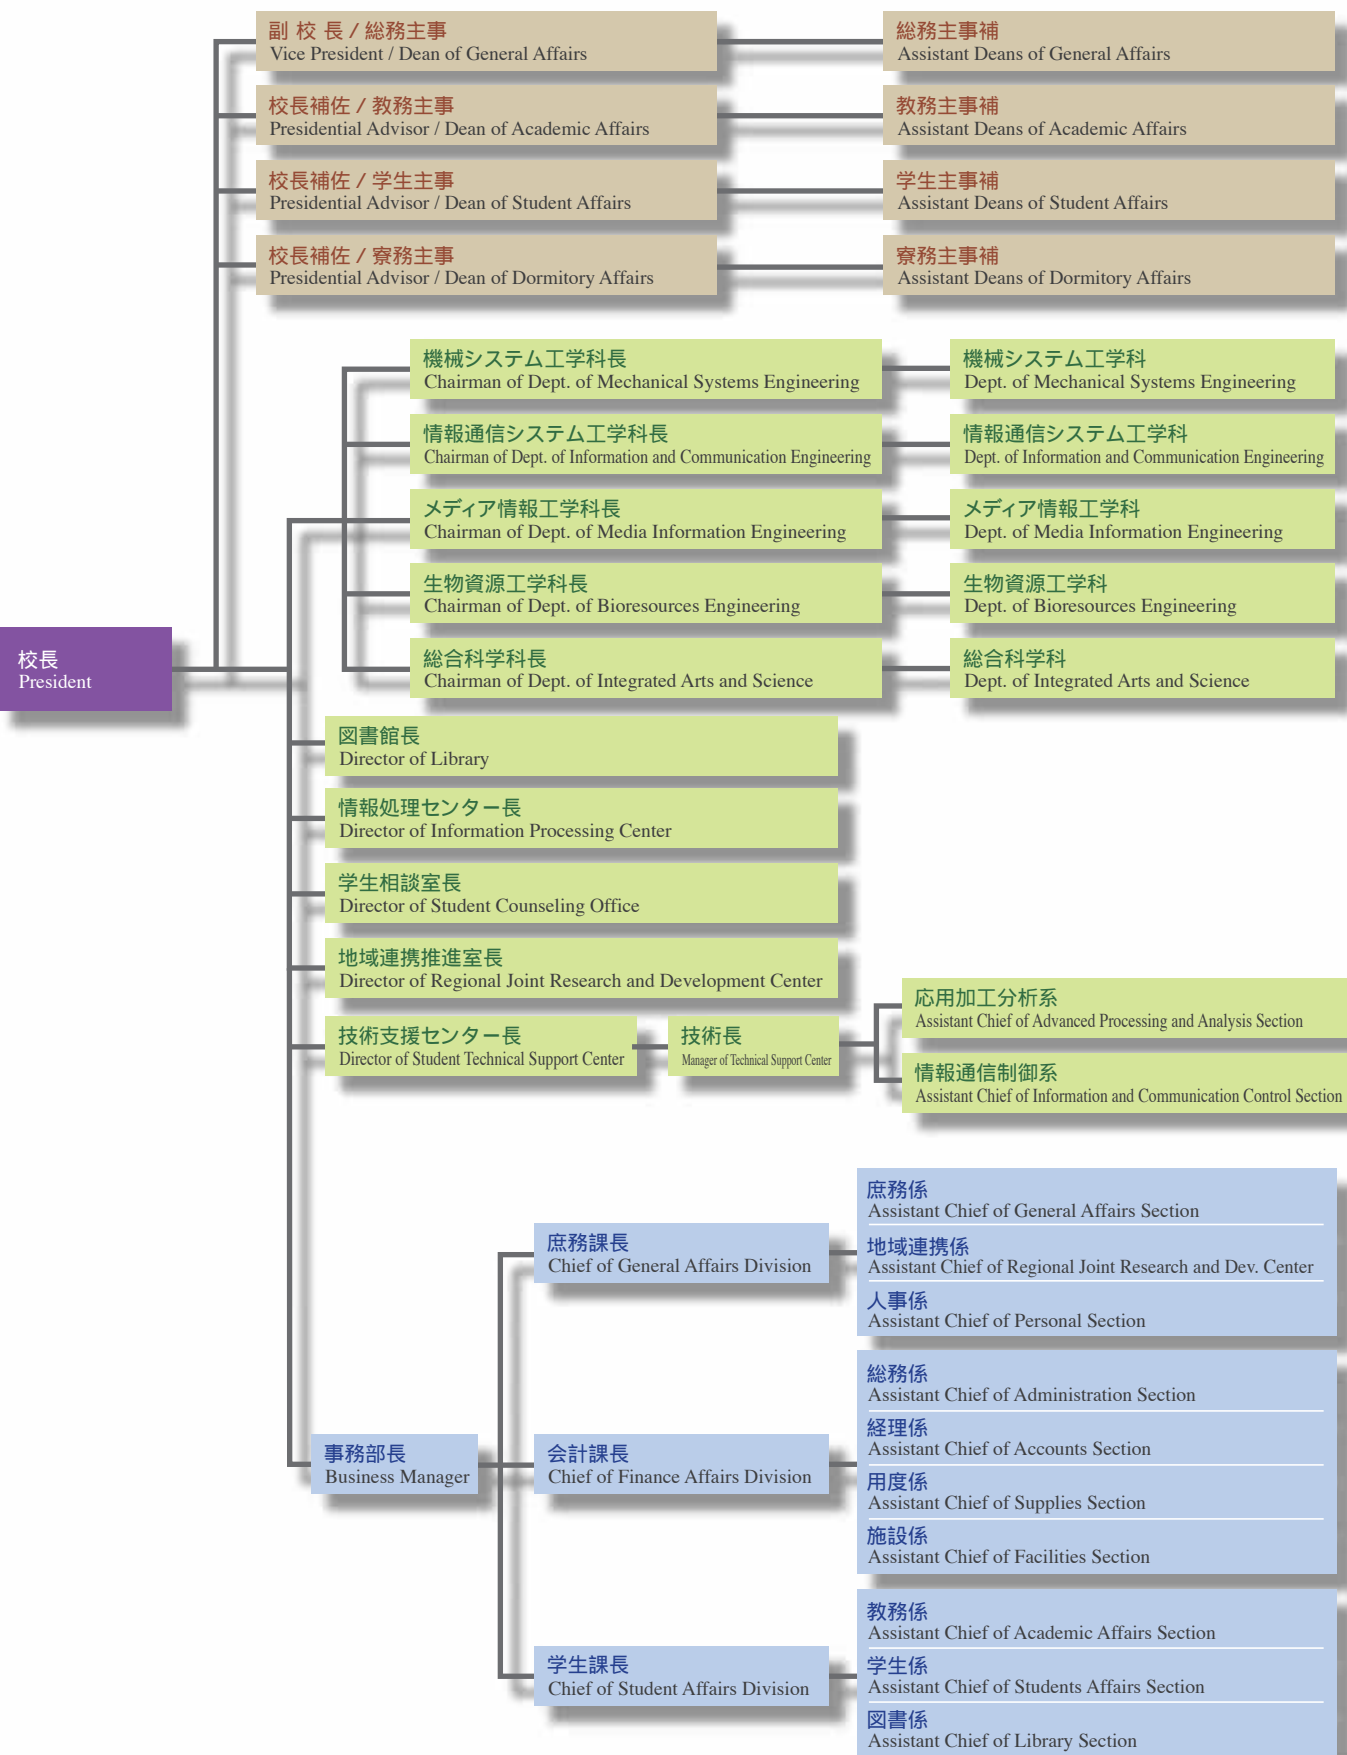 副 校 長 / 総務主事
Vice President / Dean of General Affairs
総務主事補
Assistant Deans of General Affairs
校長補佐 / 教務主事
Presidential Advisor / Dean of Academic Affairs
教務主事補
Assistant Deans of Academic Affairs
校長補佐 / 学生主事
Presidential Advisor / Dean of Student Affairs
学生主事補
Assistant Deans of Student Affairs
校長補佐 / 寮務主事
Presidential Advisor / Dean of Dormitory Affairs
寮務主事補
Assistant Deans of Dormitory Affairs
機械システム工学科長
Chairman of Dept. of Mechanical Systems Engineering
機械システム工学科
Dept. of Mechanical Systems Engineering
情報通信システム工学科長
Chairman of Dept. of Information and Communication Engineering
情報通信システム工学科
Dept. of Information and Communication Engineering
メディア情報工学科長
Chairman of Dept. of Media Information Engineering
メディア情報工学科
Dept. of Media Information Engineering
生物資源工学科長
Chairman of Dept. of Bioresources Engineering
生物資源工学科
Dept. of Bioresources Engineering
校長
President
総合科学科長
Chairman of Dept. of Integrated Arts and Science
総合科学科
Dept. of Integrated Arts and Science
図書館長
Director of Library
情報処理センター長
Director of Information Processing Center
学生相談室長
Director of Student Counseling Office
地域連携推進室長
Director of Regional Joint Research and Development Center
技術支援センター長
Director of Student Technical Support Center
技術長
Manager of Technical Support Center
応用加工分析系
Assistant Chief of Advanced Processing and Analysis Section
情報通信制御系
Assistant Chief of Information and Communication Control Section
事務部長
Business Manager
庶務課長
Chief of General Affairs Division
庶務係
Assistant Chief of General Affairs Section
地域連携係
Assistant Chief of Regional Joint Research and Dev. Center
人事係
Assistant Chief of Personal Section
会計課長
Chief of Finance Affairs Division
総務係
Assistant Chief of Administration Section
経理係
Assistant Chief of Accounts Section
用度係
Assistant Chief of Supplies Section
施設係
Assistant Chief of Facilities Section
学生課長
Chief of Student Affairs Division
教務係
Assistant Chief of Academic Affairs Section
学生係
Assistant Chief of Students Affairs Section
図書係
Assistant Chief of Library Section